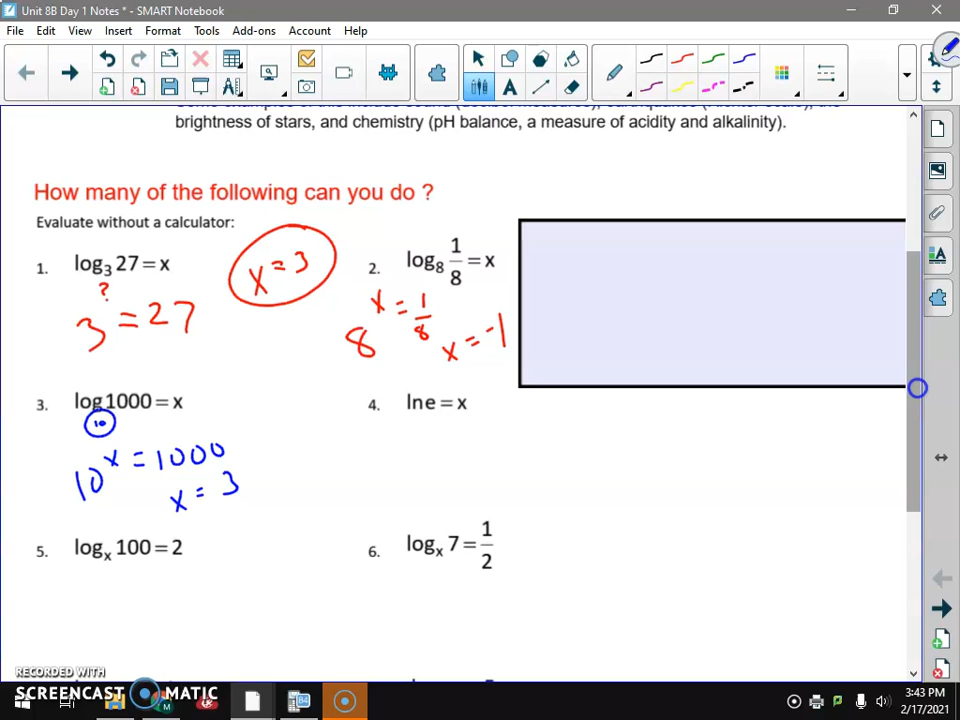 Unit 8B Day 1 Notes * - SMART Notebook
File Edit View Insert Format Tools Add-ons Account Help
brightness of stars, and chemistry (pH balance, a measure of acidity and alkalinity).
How many of the following can you do ?
Evaluate without a calculator:
1. log₃ 27 = x
x = 3
?
3 = 27
2. log₈ 1/8 = x
8ˣ = 1/8
x = -1
3. log 1000 = x
10
10ˣ = 1000
x = 3
4. lne = x
5. logₓ 100 = 2
6. logₓ 7 = 1/2
RECORDED WITH
SCREENCAST MATIC
84
3:43 PM
2/17/2021